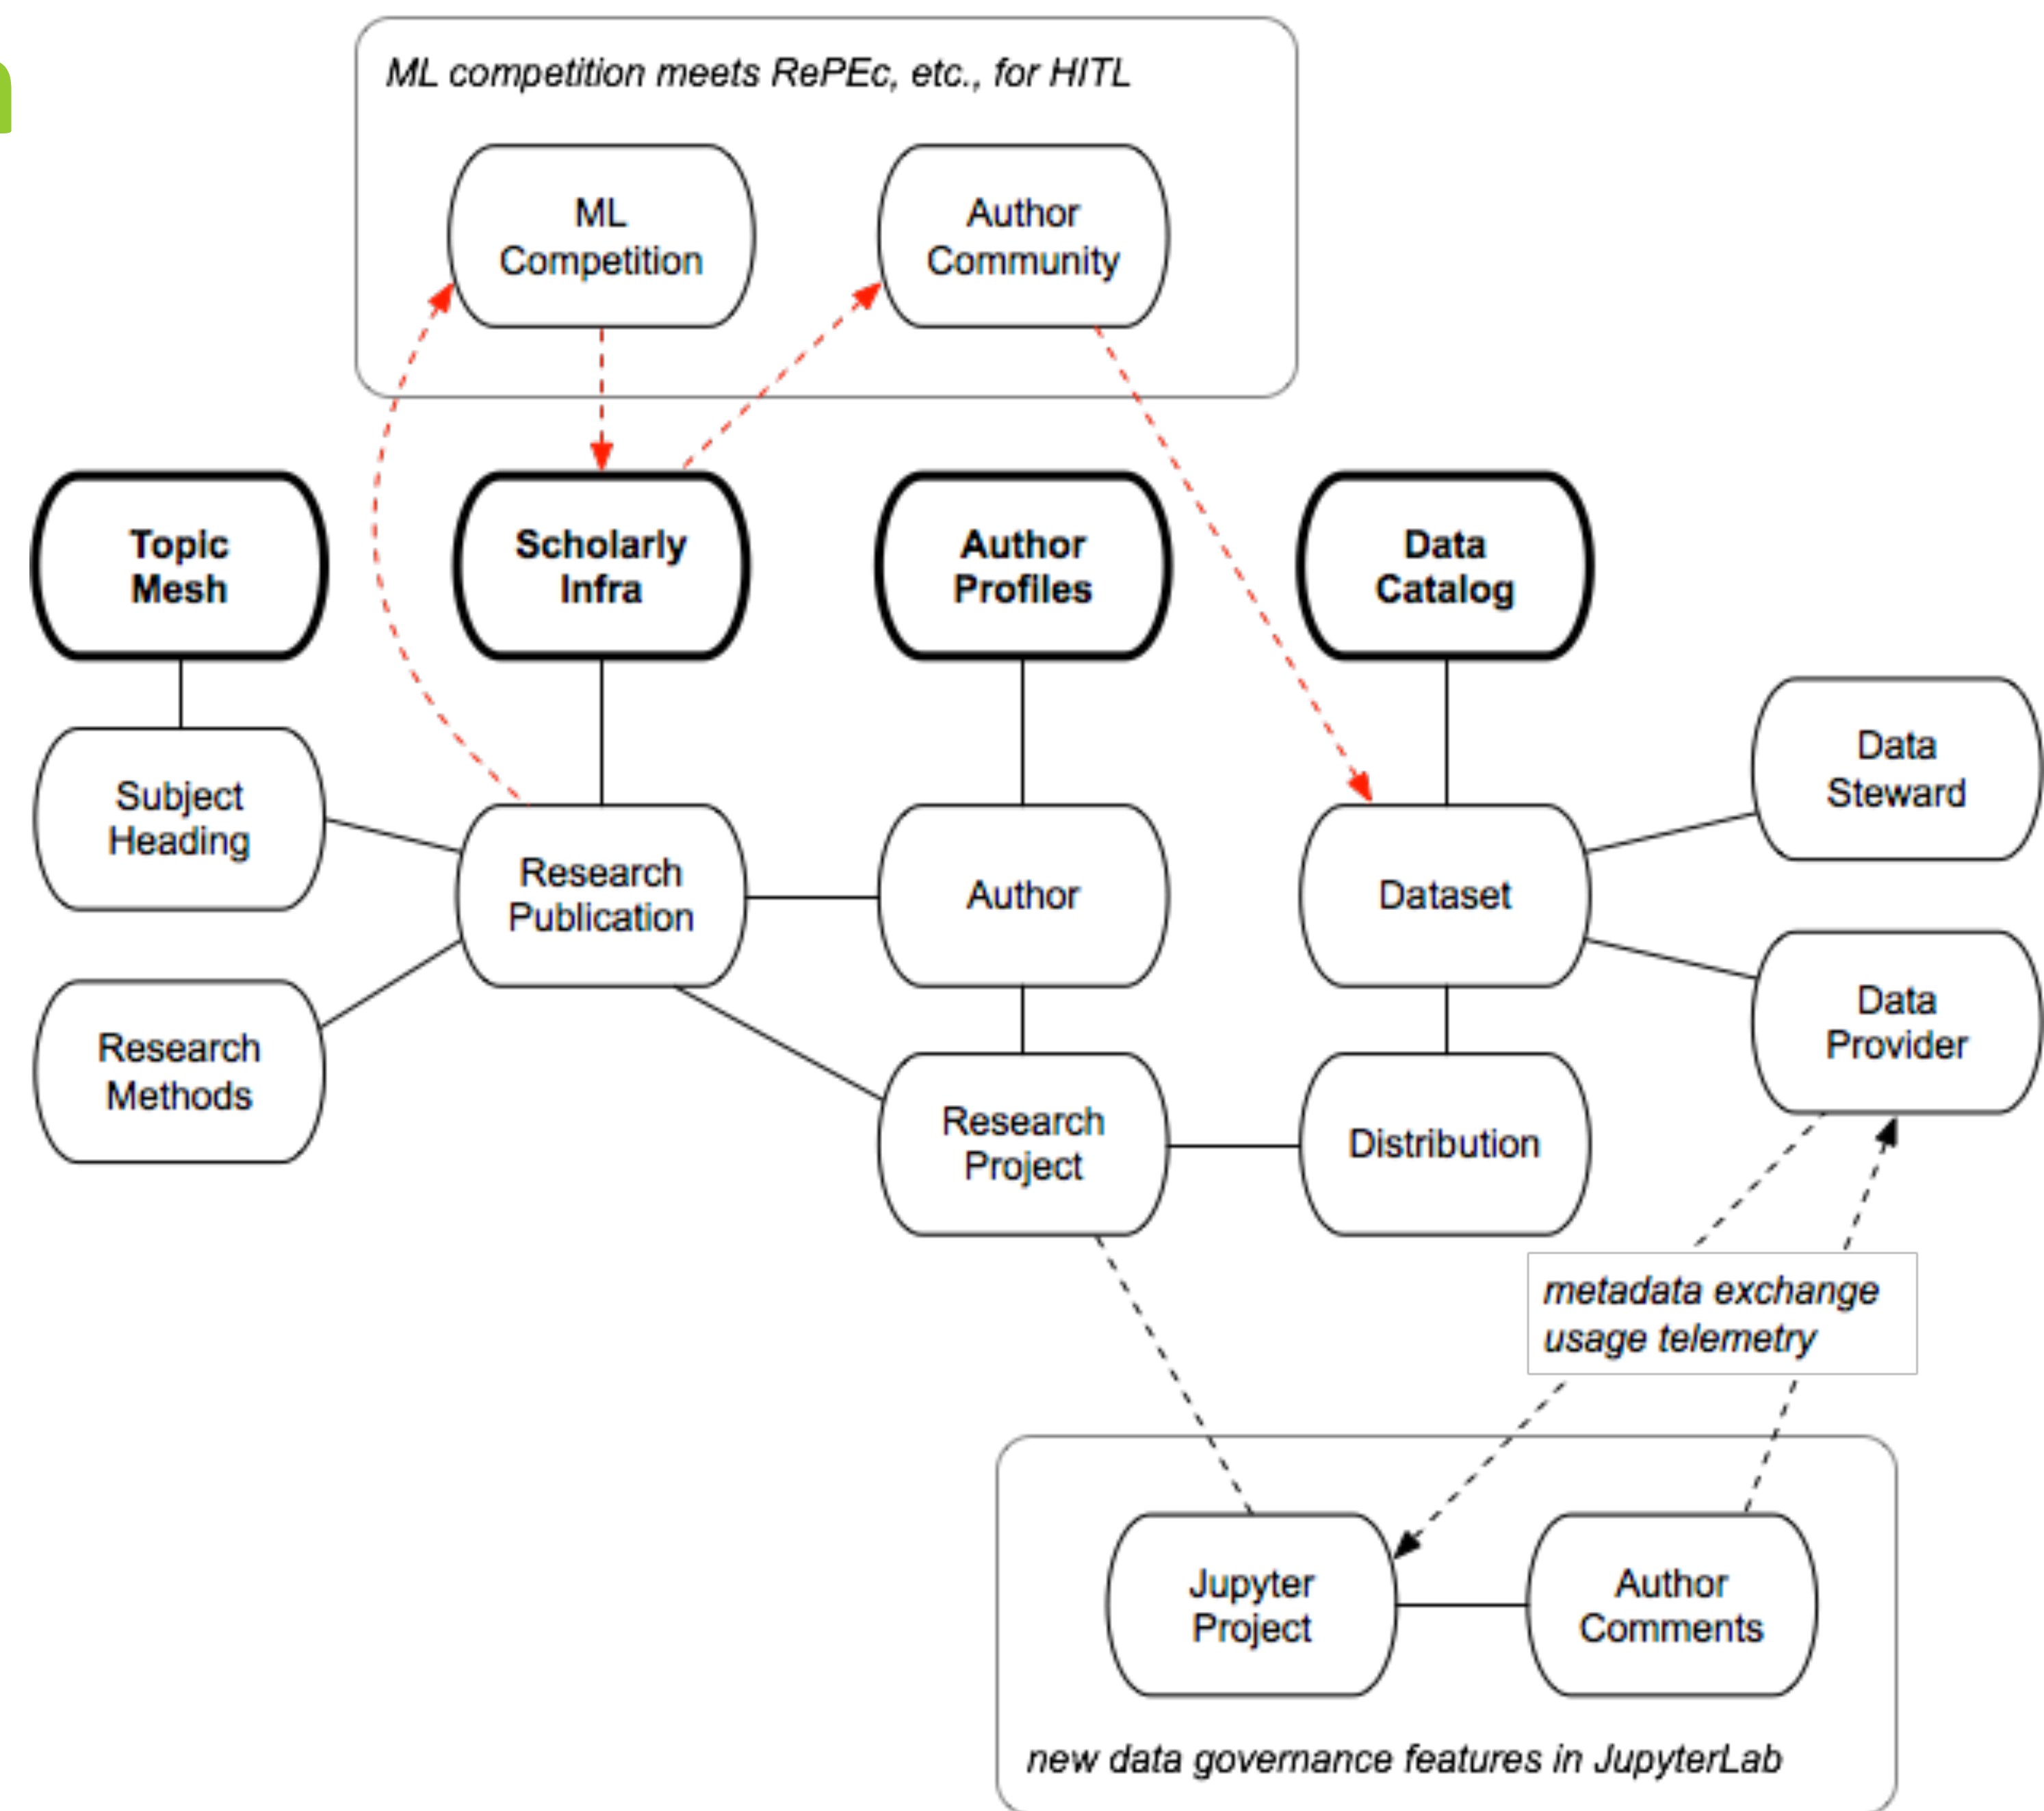 ML competition meets RePEc, etc., for HITL
ML
Competition
Author
Community
Topic
Mesh
Scholarly
Infra
Author
Profiles
Data
Catalog
Subject
Heading
Research
Publication
Author
Dataset
Data
Steward
Research
Methods
Research
Project
Distribution
Data
Provider
metadata exchange
usage telemetry
Jupyter
Project
Author
Comments
new data governance features in JupyterLab